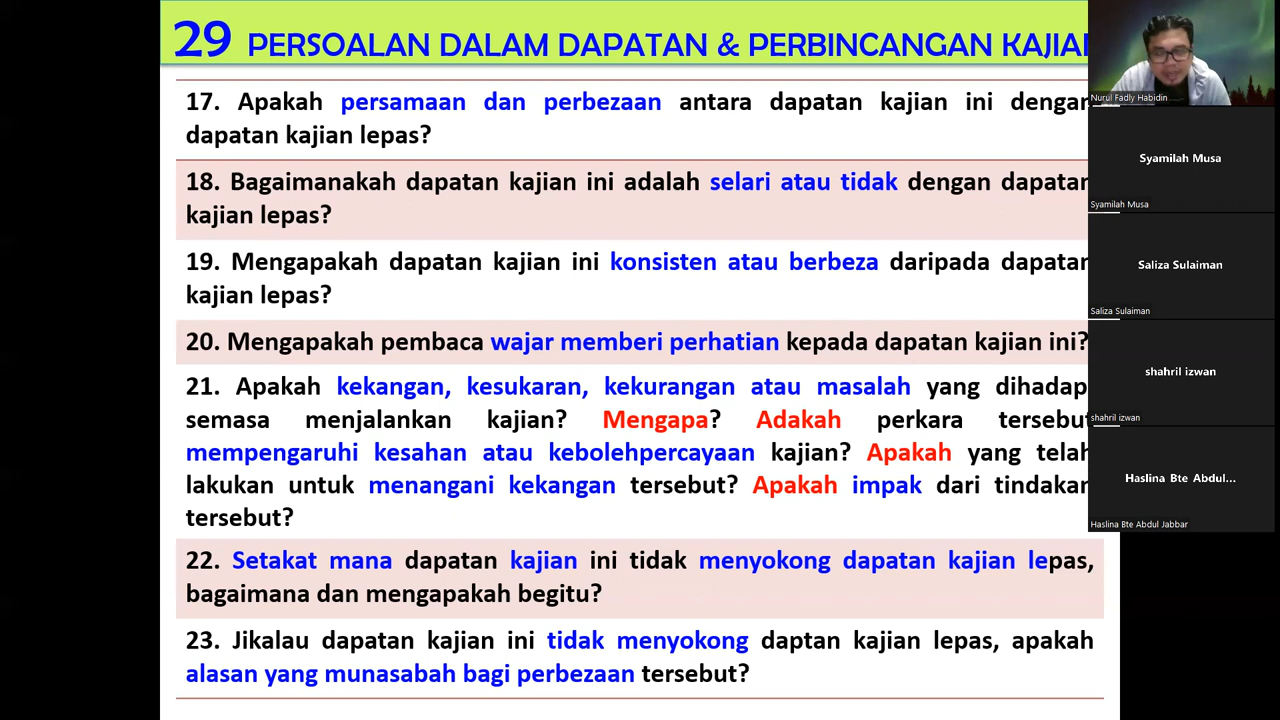 29 PERSOALAN DALAM DAPATAN & PERBINCANGAN KAJIAN
17. Apakah persamaan dan perbezaan antara dapatan kajian ini dengan
dapatan kajian lepas?
18. Bagaimanakah dapatan kajian ini adalah selari atau tidak dengan dapatan
kajian lepas?
19. Mengapakah dapatan kajian ini konsisten atau berbeza daripada dapatan
kajian lepas?
20. Mengapakah pembaca wajar memberi perhatian kepada dapatan kajian ini?
21. Apakah kekangan, kesukaran, kekurangan atau masalah yang dihadap
semasa menjalankan kajian? Mengapa? Adakah perkara tersebut
mempengaruhi kesahan atau kebolehpercayaan kajian? Apakah yang telah
lakukan untuk menangani kekangan tersebut? Apakah impak dari tindakan
tersebut?
22. Setakat mana dapatan kajian ini tidak menyokong dapatan kajian lepas,
bagaimana dan mengapakah begitu?
23. Jikalau dapatan kajian ini tidak menyokong daptan kajian lepas, apakah
alasan yang munasabah bagi perbezaan tersebut?
Nurul Fadly Habidin
Syamilah Musa
Syamilah Musa
Saliza Sulaiman
Saliza Sulaiman
shahril izwan
shahril izwan
Haslina Bte Abdul...
Haslina Bte Abdul Jabbar